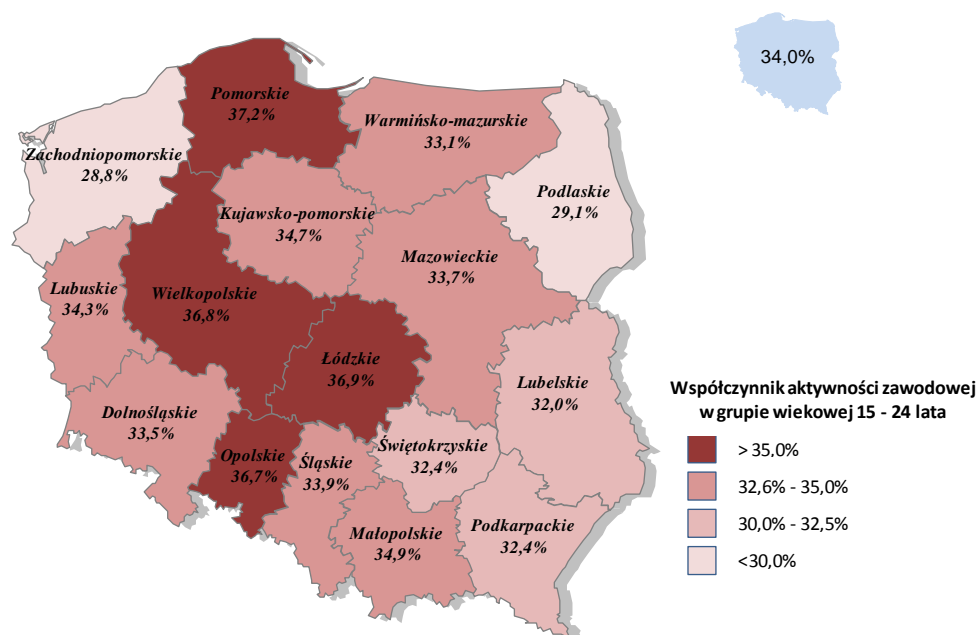 34,0%
Pomorskie
37,2%
Warmińsko-mazurskie
33,1%
Zachodniopomorskie
28,8%
Podlaskie
29,1%
Kujawsko-pomorskie
34,7%
Mazowieckie
33,7%
Lubuskie
34,3%
Wielkopolskie
36,8%
Łódzkie
36,9%
Lubelskie
32,0%
Dolnośląskie
33,5%
Opolskie
36,7%
Śląskie
33,9%
Świętokrzyskie
32,4%
Małopolskie
34,9%
Podkarpackie
32,4%
Współczynnik aktywności zawodowej
w grupie wiekowej 15 - 24 lata
> 35,0%
32,6% - 35,0%
30,0% - 32,5%
<30,0%